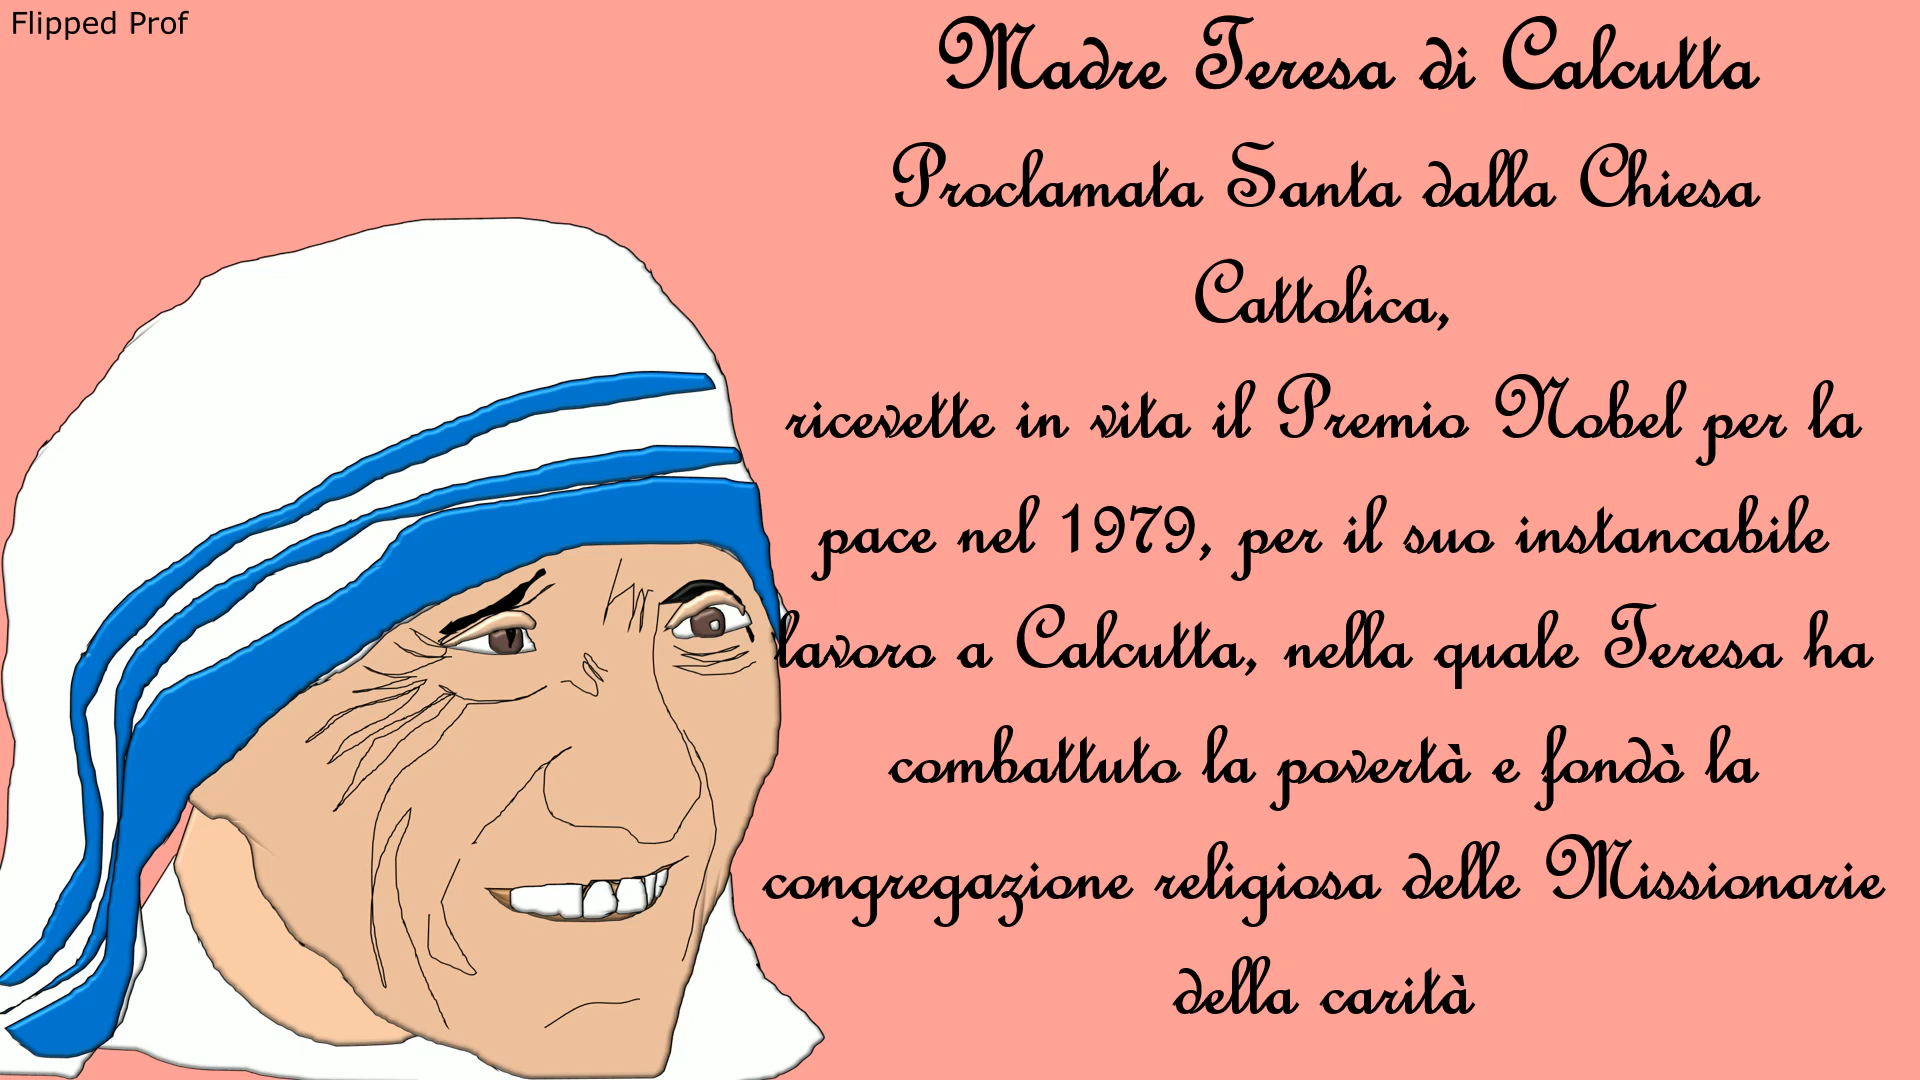 Flipped Prof
Madre Teresa di Calcutta
Proclamata Santa dalla Chiesa
Cattolica,
ricevette in vita il Premio Nobel per la
pace nel 1979, per il suo instancabile
lavoro a Calcutta, nella quale Teresa ha
combattuto la povertà e fondò la
congregazione religiosa delle Missionarie
della carità